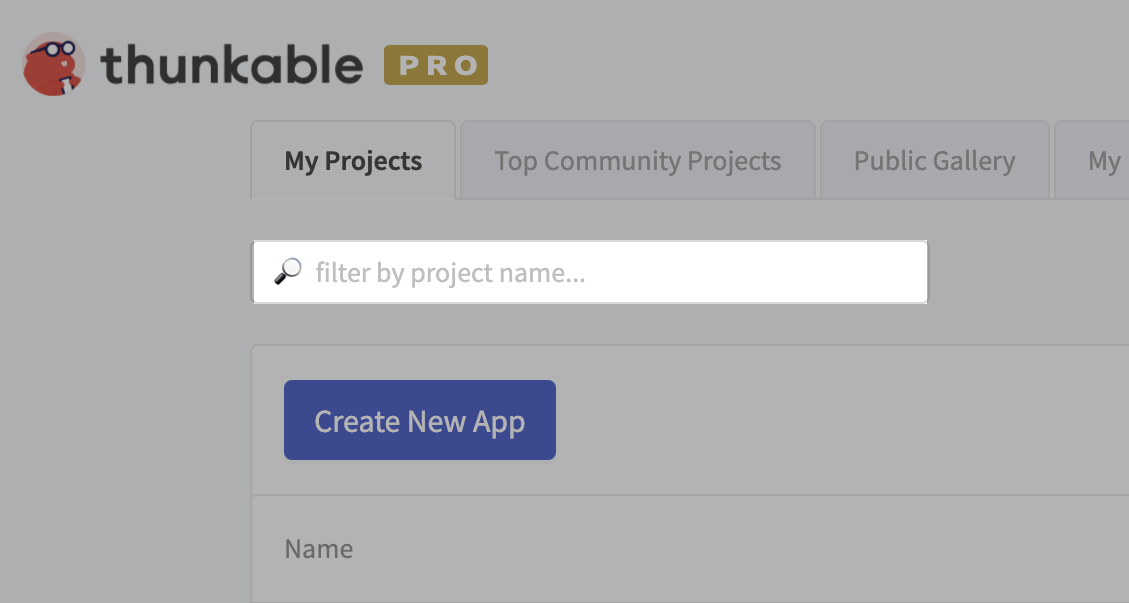 thunkable PRO
My Projects Top Community Projects Public Gallery My
filter by project name...
Create New App
Name